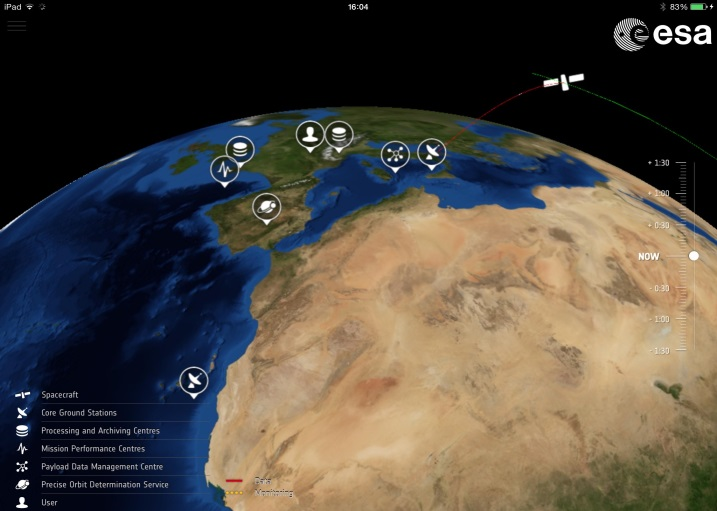 iPad 16:04 83%
esa
+ 1:30
+ 1:00
+ 0:30
NOW
- 0:30
- 1:00
- 1:30
Spacecraft
Core Ground Stations
Processing and Archiving Centres
Mission Performance Centres
Payload Data Management Centre
Precise Orbit Determination Service
User